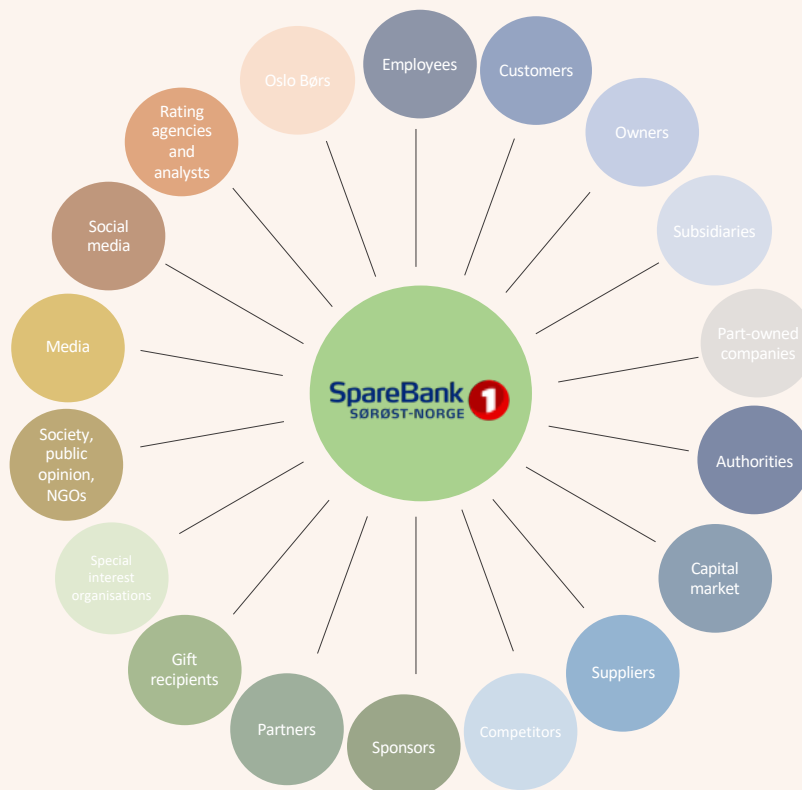 Employees
Customers
Oslo Børs
Owners
Rating
agencies
and
analysts
Social
media
Subsidiaries
Part-owned
companies
Media
SpareBank 1
SØRØST-NORGE
Society,
public
opinion,
NGOs
Authorities
Special
interest
organisations
Capital
market
Gift
recipients
Suppliers
Partners
Sponsors
Competitors